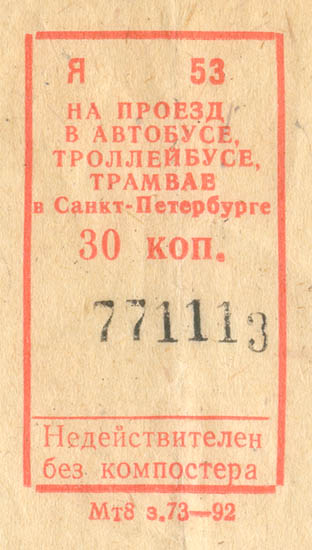 Я 53
НА ПРОЕЗД
В АВТОБУСЕ,
ТРОЛЛЕЙБУСЕ,
ТРАМВАЕ
в Санкт-Петербурге
30 коп.
771113
Недействителен
без компостера
Мт8 з.73—92